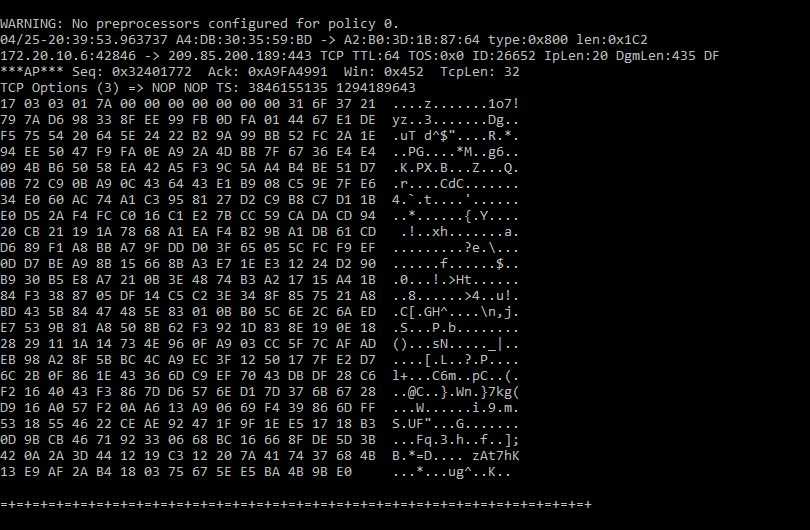 WARNING: No preprocessors configured for policy 0.
04/25-20:39:53.963737 A4:DB:30:35:59:BD -> A2:B0:3D:1B:87:64 type:0x800 len:0x1C2
172.20.10.6:42846 -> 209.85.200.189:443 TCP TTL:64 TOS:0x0 ID:26652 IpLen:20 DgmLen:435 DF
***AP*** Seq: 0x32401772  Ack: 0xA9FA4991  Win: 0x452  TcpLen: 32
TCP Options (3) => NOP NOP TS: 3846155135 1294189643
17 03 03 01 7A 00 00 00 00 00 00 00 31 6F 37 21  ....z.......1o7!
79 7A D6 98 33 8F EE 99 FB 0D FA 01 44 67 E1 DE  yz..3.......Dg..
F5 75 54 20 64 5E 24 22 B2 9A 99 BB 52 FC 2A 1E  .uT d^$"....R.*.
94 EE 50 47 F9 FA 0E A9 2A 4D BB 7F 67 36 E4 E4  ..PG....*M..g6..
09 4B B6 50 58 EA 42 A5 F3 9C 5A A4 B4 BE 51 D7  .K.PX.B...Z...Q.
0B 72 C9 0B A9 0C 43 64 43 E1 B9 08 C5 9E 7F E6  .r....CdC.......
34 E0 60 AC 74 A1 C3 95 81 27 D2 C9 B8 C7 D1 1B  4.`.t....'......
E0 D5 2A F4 FC C0 16 C1 E2 7B CC 59 CA DA CD 94  ..*......{.Y....
20 CB 21 19 1A 78 68 A1 EA F4 B2 9B A1 DB 61 CD   .!..xh.......a.
D6 89 F1 A8 BB A7 9F DD D0 3F 65 05 5C FC F9 EF  .........?e.\...
0D D7 BE A9 8B 15 66 8B A3 E7 1E E3 12 24 D2 90  ......f......$..
B9 30 B5 E8 A7 21 0B 3E 48 74 B3 A2 17 15 A4 1B  .0...!.>Ht......
84 F3 38 87 05 DF 14 C5 C2 3E 34 8F 85 75 21 A8  ..8......>4..u!.
BD 43 5B 84 47 48 5E 83 01 0B B0 5C 6E 2C 6A ED  .C[.GH^....\n,j.
E7 53 9B 81 A8 50 8B 62 F3 92 1D 83 8E 19 0E 18  .S...P.b........
28 29 11 1A 14 73 4E 96 0F A9 03 CC 5F 7C AF AD  ()...sN....._|..
EB 98 A2 8F 5B BC 4C A9 EC 3F 12 50 17 7F E2 D7  ....[.L..?.P....
6C 2B 0F 86 1E 43 36 6D C9 EF 70 43 DB DF 28 C6  l+...C6m..pC..(.
F2 16 40 43 F3 86 7D D6 57 6E D1 7D 37 6B 67 28  ..@C..}.Wn.}7kg(
D9 16 A0 57 F2 0A A6 13 A9 06 69 F4 39 86 6D FF  ...W......i.9.m.
53 18 55 46 22 CE AE 92 47 1F 9F 1E E5 17 18 B3  S.UF"...G.......
0D 9B CB 46 71 92 33 06 68 BC 16 66 8F DE 5D 3B  ...Fq.3.h..f..];
42 0A 2A 3D 44 12 19 C3 12 20 7A 41 74 37 68 4B  B.*=D.... zAt7hK
13 E9 AF 2A B4 18 03 75 67 5E E5 BA 4B 9B E0     ...*...ug^..K..
=+=+=+=+=+=+=+=+=+=+=+=+=+=+=+=+=+=+=+=+=+=+=+=+=+=+=+=+=+=+=+=+=+=+=+=+=+